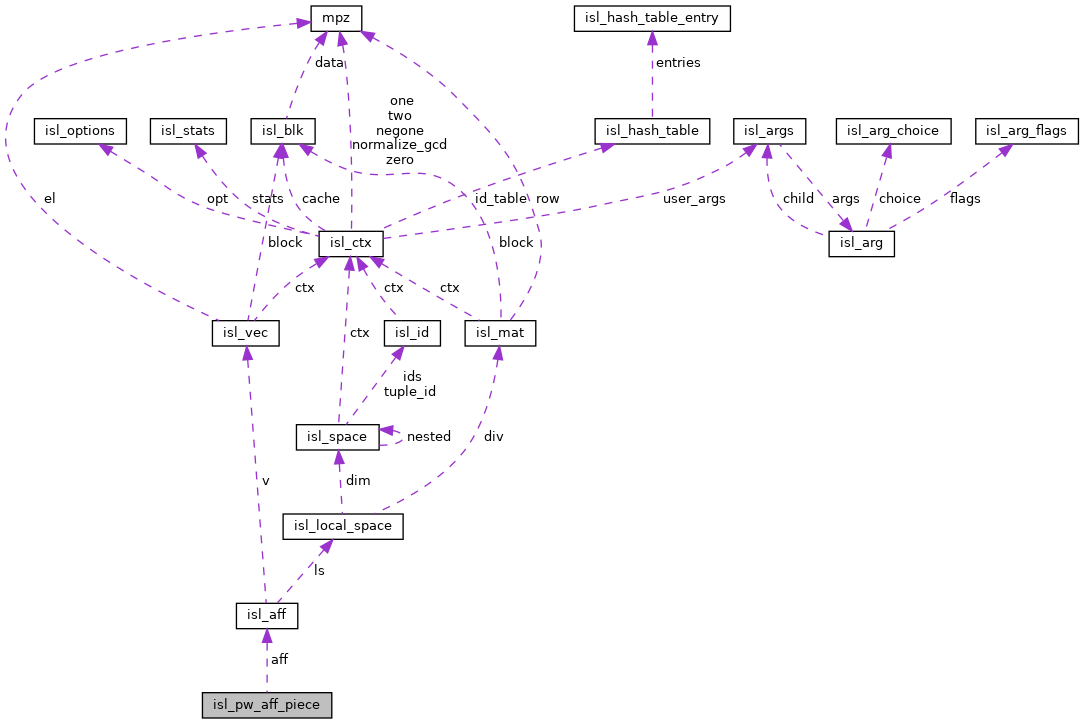 mpz
isl_hash_table_entry
data
entries
one
two
negone
normalize_gcd
zero
isl_options
isl_stats
isl_blk
isl_hash_table
isl_args
isl_arg_choice
isl_arg_flags
el
opt
stats
cache
id_table
row
user_args
child
args
choice
flags
block
isl_ctx
block
isl_arg
ctx
ctx
ctx
isl_vec
ctx
isl_id
isl_mat
ids
tuple_id
isl_space
nested
div
v
dim
isl_local_space
ls
isl_aff
aff
isl_pw_aff_piece